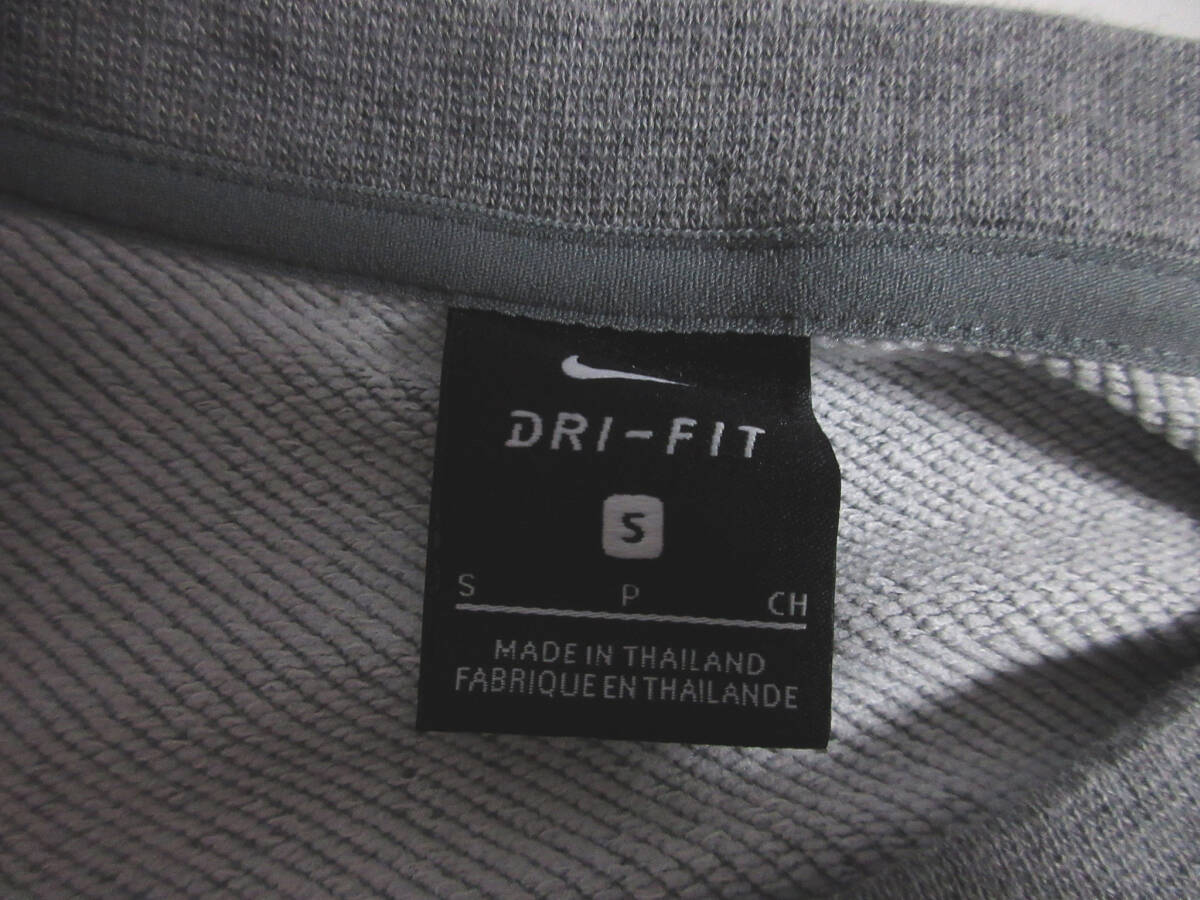 DRI-FIT
S
S P CH
MADE IN THAILAND
FABRIQUE EN THAILANDE